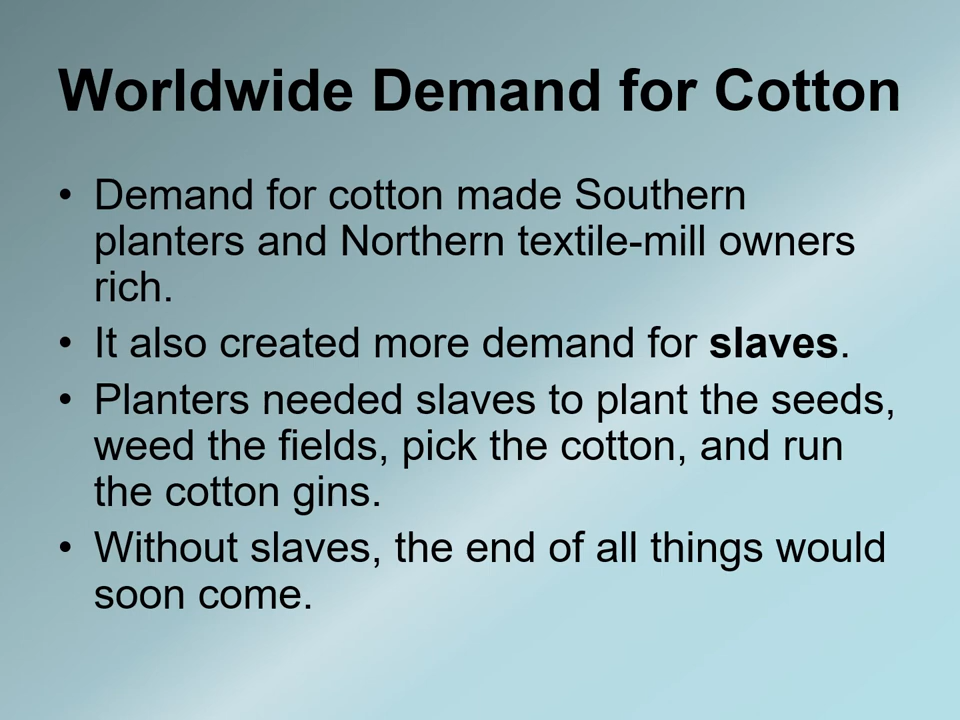 Worldwide Demand for Cotton
• Demand for cotton made Southern
planters and Northern textile-mill owners
rich.
• It also created more demand for slaves.
• Planters needed slaves to plant the seeds,
weed the fields, pick the cotton, and run
the cotton gins.
• Without slaves, the end of all things would
soon come.